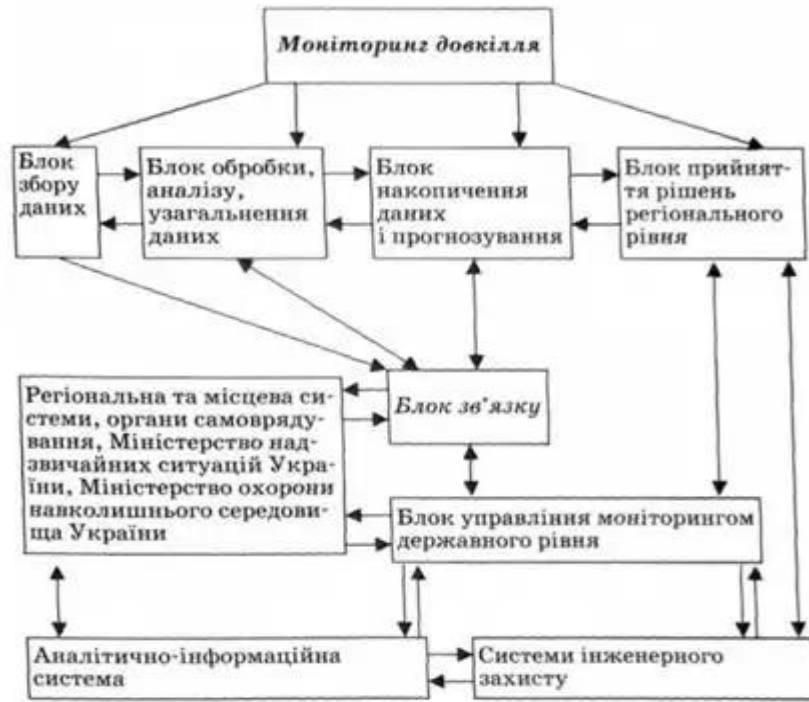 Моніторинг довкілля
Блок
збору
даних
Блок обробки,
аналізу,
узагальнення
даних
Блок
накопичення
даних
і прогнозування
Блок прийнят-
тя рішень
регіонального
рівня
Регіональна та місцева си-
стеми, органи самовряду-
вання, Міністерство над-
звичайних ситуацій Укра-
їни, Міністерство охорони
навколишнього середови-
ща України
Блок зв'язку
Блок управління моніторингом
державного рівня
Аналітично-інформаційна
система
Системи інженерного
захисту